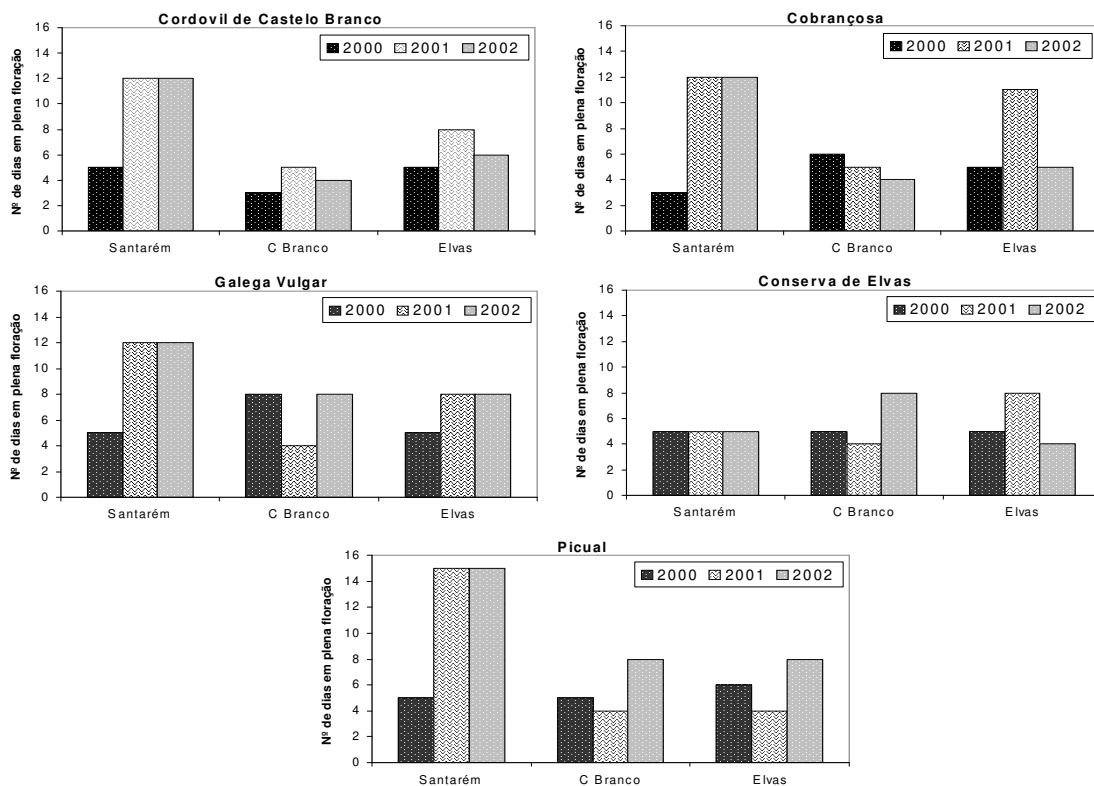 Cordovil de Castelo Branco
Nº de dias em plena floração
16
14
12
10
8
6
4
2
0
2000 2001 2002
Santarém C Branco Elvas
Cobrançosa
Nº de dias em plena floração
16
14
12
10
8
6
4
2
0
2000 2001 2002
Santarém C Branco Elvas
Galega Vulgar
Nº de dias em plena floração
16
14
12
10
8
6
4
2
0
2000 2001 2002
Santarém C Branco Elvas
Conserva de Elvas
Nº de dias em plena floração
16
14
12
10
8
6
4
2
0
2000 2001 2002
Santarém C Branco Elvas
Picual
Nº de dias em plena floração
16
14
12
10
8
6
4
2
0
2000 2001 2002
Santarém C Branco Elvas